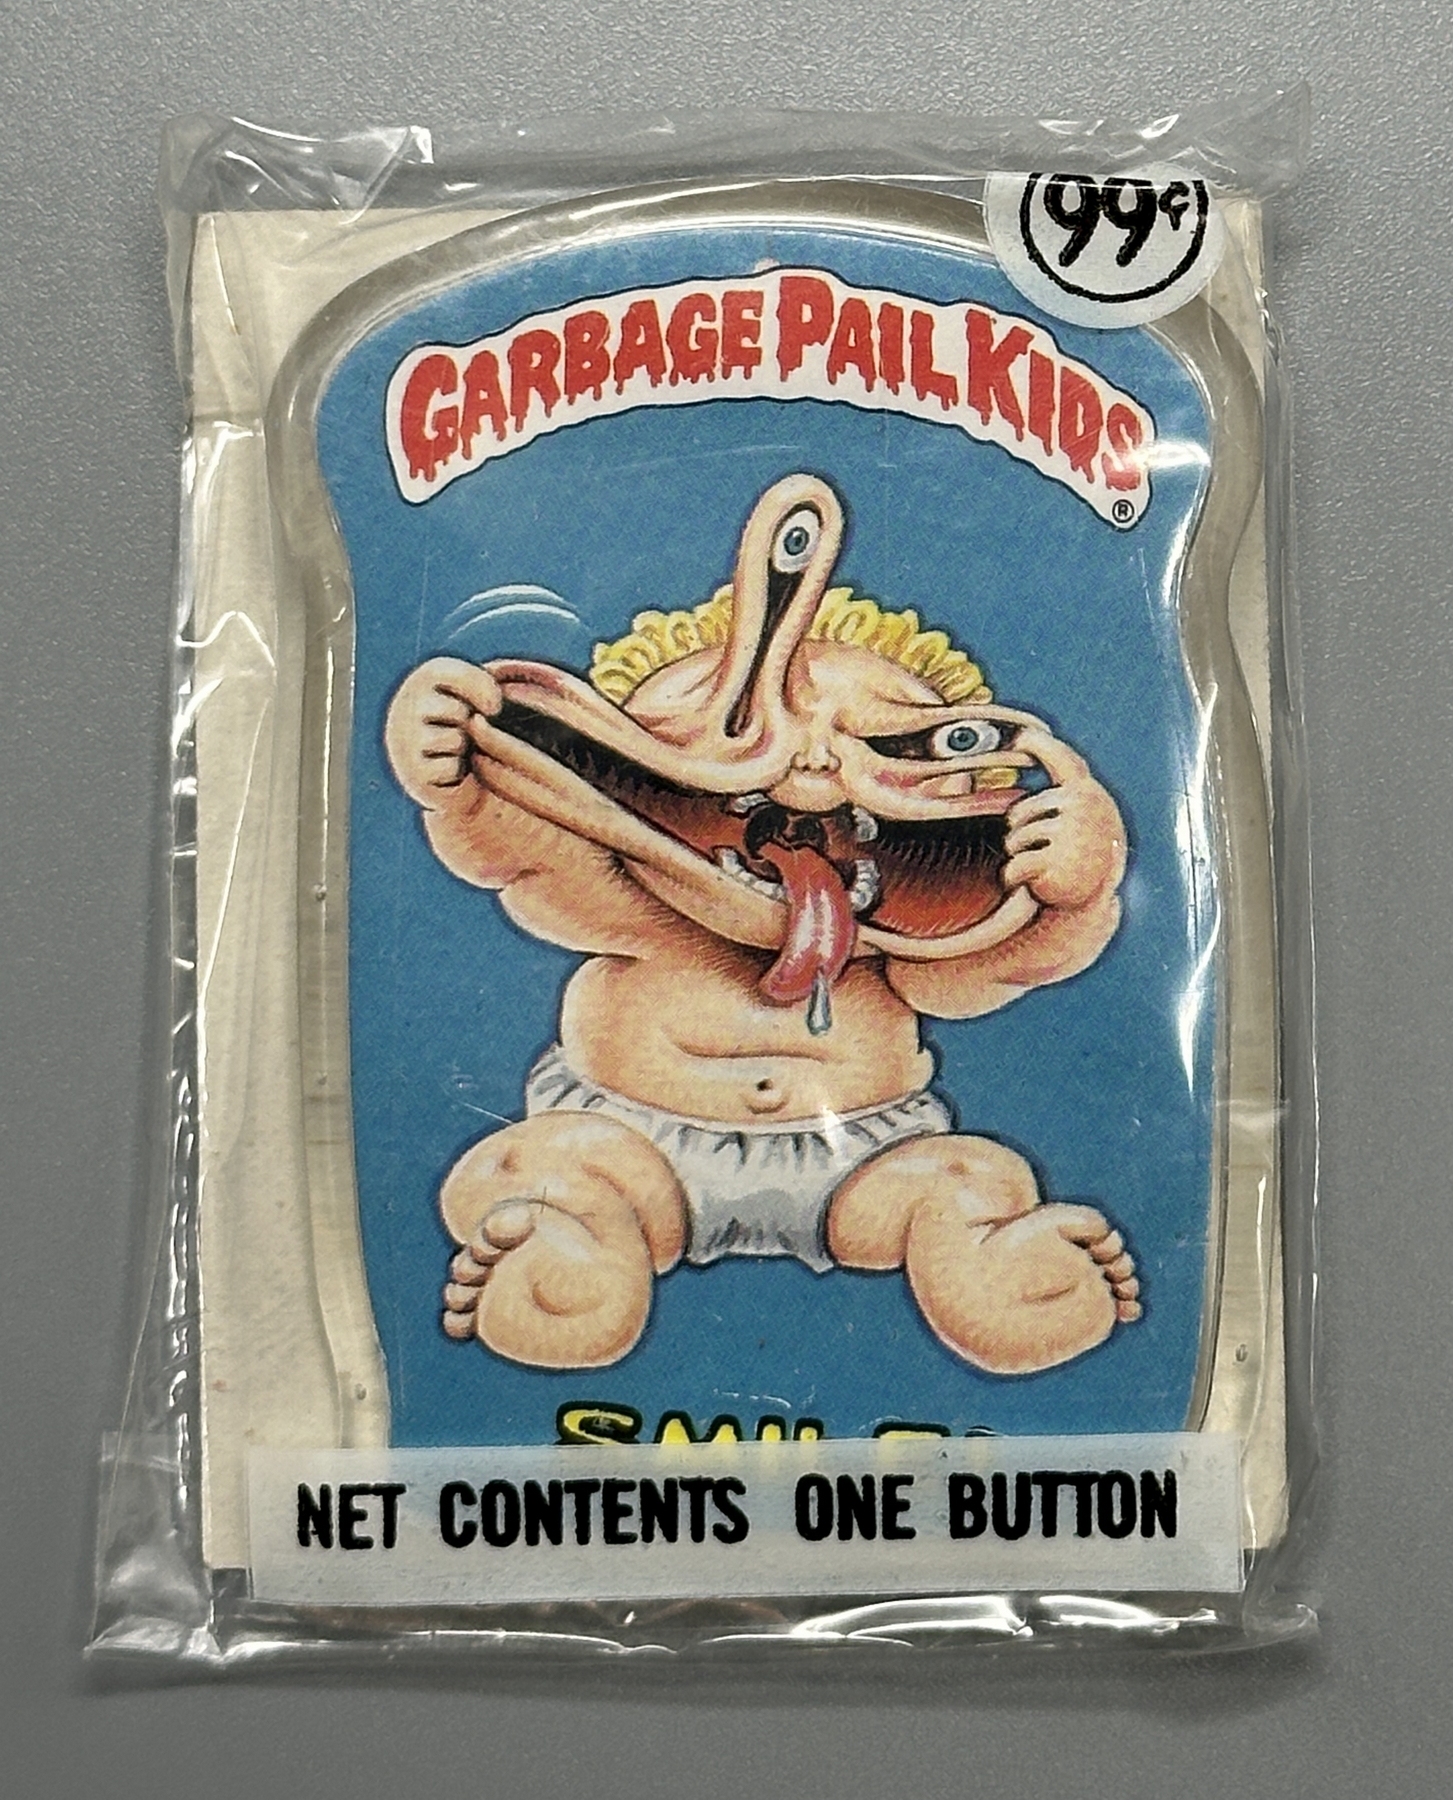 99¢
GARBAGE PAIL KIDS
®
NET CONTENTS ONE BUTTON